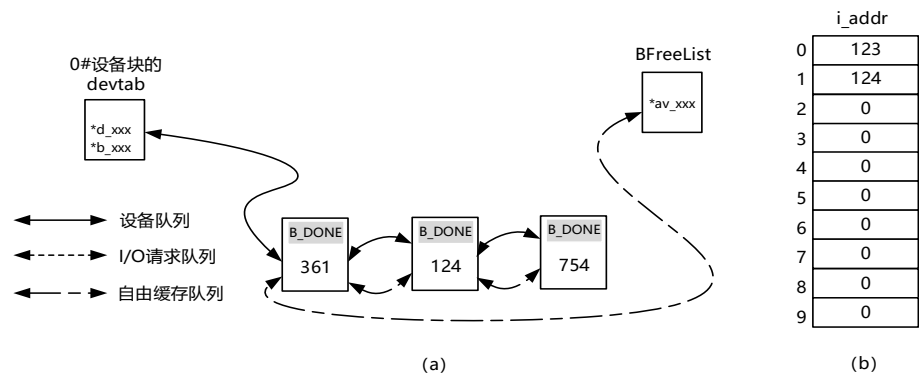 0#设备块的
devtab
*d_xxx
*b_xxx
BFreeList
*av_xxx
设备队列
I/O请求队列
自由缓存队列
B_DONE
361
B_DONE
124
B_DONE
754
(a)
i_addr
0 123
1 124
2 0
3 0
4 0
5 0
6 0
7 0
8 0
9 0
(b)